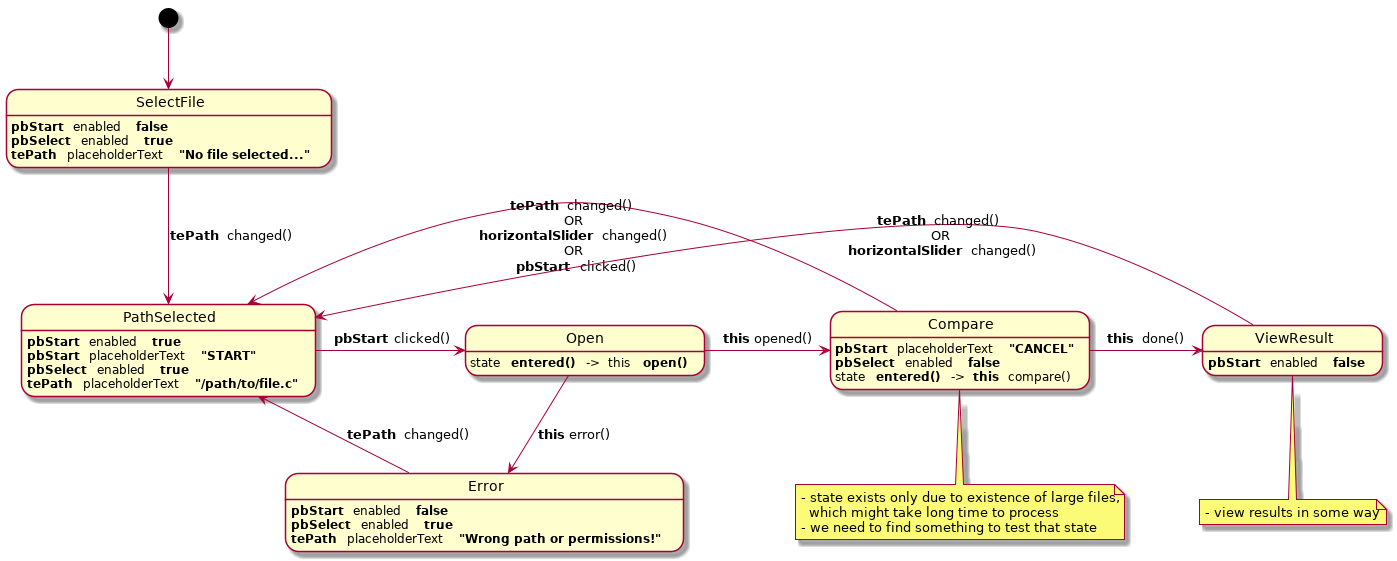 SelectFile
pbStart enabled false
pbSelect enabled true
tePath placeholderText "No file selected..."
tePath changed()
tePath changed()
OR
horizontalSlider changed()
OR
pbStart clicked()
tePath changed()
OR
horizontalSlider changed()
PathSelected
pbStart enabled true
pbStart placeholderText "START"
pbSelect enabled true
tePath placeholderText "/path/to/file.c"
pbStart clicked()
Open
state entered() -> this open()
this opened()
Compare
pbStart placeholderText "CANCEL"
pbSelect enabled false
state entered() -> this compare()
this done()
ViewResult
pbStart enabled false
tePath changed()
this error()
Error
pbStart enabled false
pbSelect enabled true
tePath placeholderText "Wrong path or permissions!"
- state exists only due to existence of large files,
which might take long time to process
- we need to find something to test that state
- view results in some way